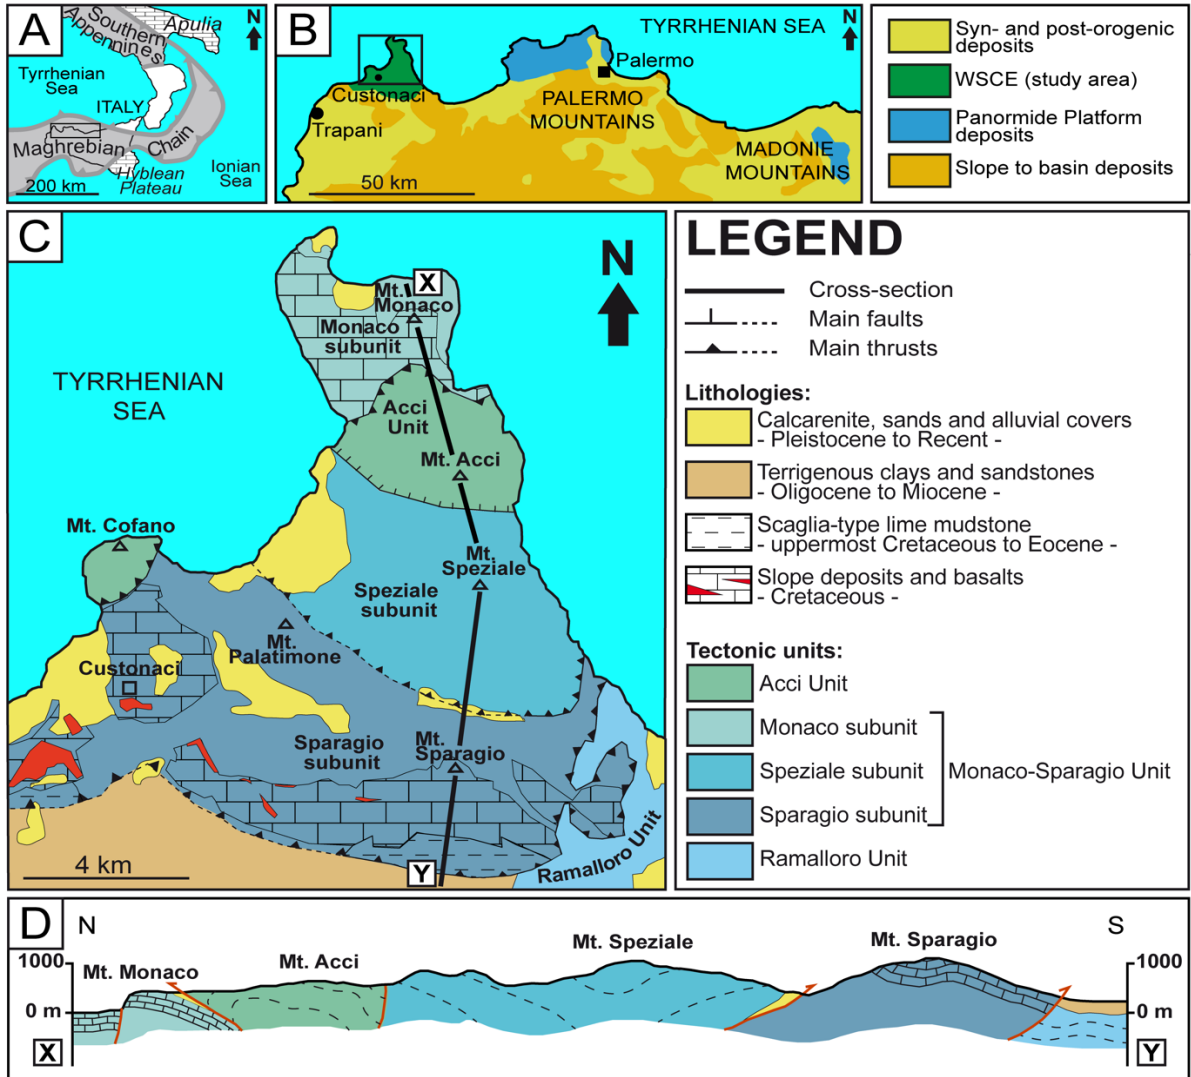 A
Southern
Appennines
Apulia
N
Tyrrhenian
Sea
ITALY
Maghrebian
Chain
Hyblean
Plateau
Ionian
Sea
200 km
B
TYRRHENIAN SEA
N
Custonaci
Trapani
Palermo
PALERMO
MOUNTAINS
MADONIE
MOUNTAINS
50 km
Syn- and post-orogenic
deposits
WSCE (study area)
Panormide Platform
deposits
Slope to basin deposits
C
N
X
Mt.
Monaco
Monaco
subunit
TYRRHENIAN
SEA
Acci
Unit
Mt. Acci
Mt. Cofano
Mt.
Speziale
Speziale
subunit
Mt.
Palatimone
Custonaci
Sparagio
subunit
Mt.
Sparagio
Ramalloro Unit
4 km
Y
LEGEND
Cross-section
Main faults
Main thrusts
Lithologies:
Calcarenite, sands and alluvial covers
- Pleistocene to Recent -
Terrigenous clays and sandstones
- Oligocene to Miocene -
Scaglia-type lime mudstone
- uppermost Cretaceous to Eocene -
Slope deposits and basalts
- Cretaceous -
Tectonic units:
Acci Unit
Monaco subunit
Speziale subunit
Monaco-Sparagio Unit
Sparagio subunit
Ramalloro Unit
D
N
S
Mt. Monaco
Mt. Acci
Mt. Speziale
Mt. Sparagio
1000
0 m
1000
0 m
X
Y